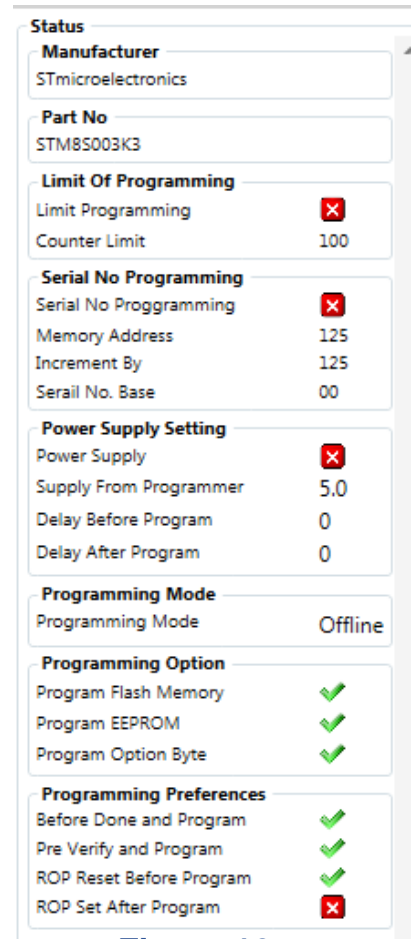 Status
Manufacturer
STmicroelectronics
Part No
STM8S003K3
Limit Of Programming
Limit Programming
Counter Limit 100
Serial No Programming
Serial No Proggramming
Memory Address 125
Increment By 125
Serail No. Base 00
Power Supply Setting
Power Supply
Supply From Programmer 5.0
Delay Before Program 0
Delay After Program 0
Programming Mode
Programming Mode Offline
Programming Option
Program Flash Memory
Program EEPROM
Program Option Byte
Programming Preferences
Before Done and Program
Pre Verify and Program
ROP Reset Before Program
ROP Set After Program